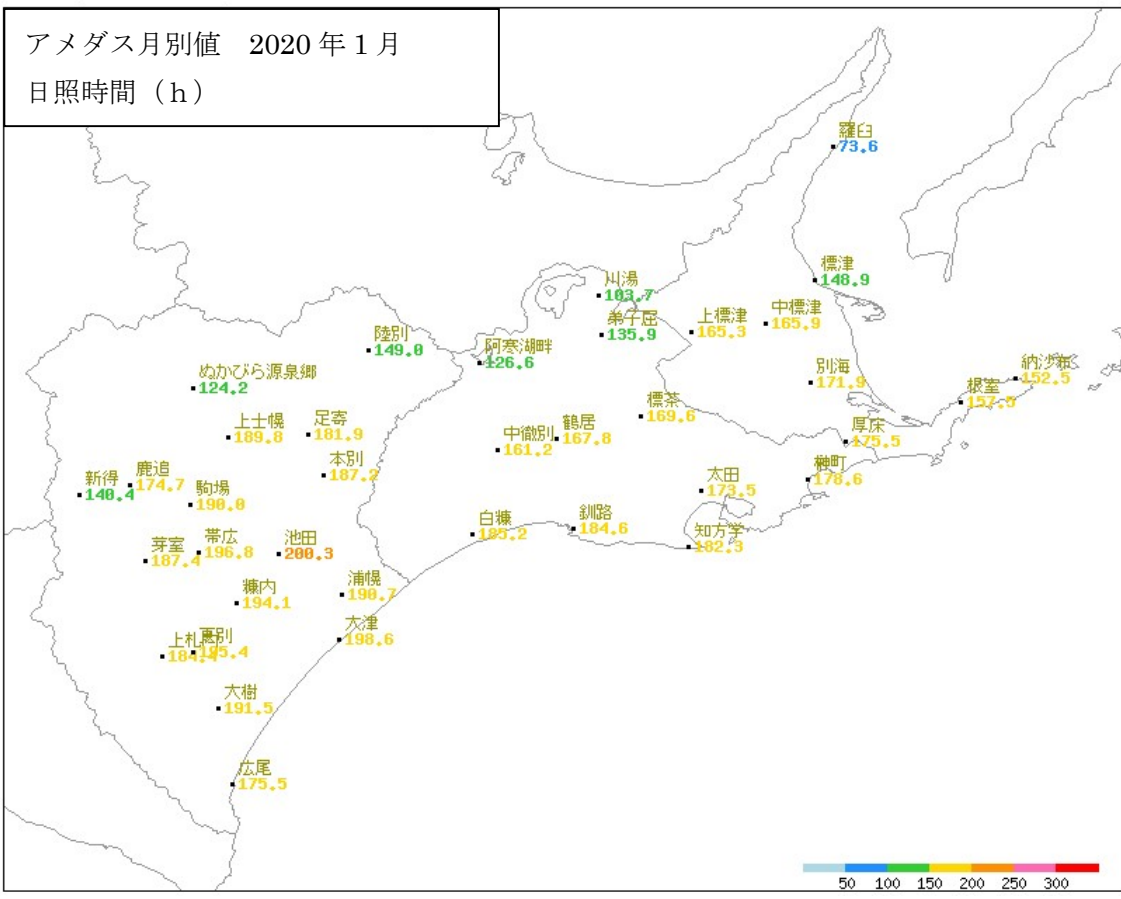 アメダス月別値　2020年１月
日照時間（ｈ）
羅臼
73.6
標津
148.9
川湯
103.7
中標津
165.9
上標津
165.3
弟子屈
135.9
陸別
149.0
阿寒湖畔
126.6
ぬかびら源泉郷
124.2
別海
171.9
納沙布
152.5
根室
157.5
標茶
169.6
上士幌
189.8
足寄
181.9
中徹別
161.2
鶴居
167.8
厚床
175.5
本別
187.2
新得
140.4
鹿追
174.7
駒場
190.0
太田
173.5
榊町
178.6
白糠
185.2
釧路
184.6
知方学
182.3
芽室
187.4
帯広
196.8
池田
200.3
糠内
194.1
浦幌
190.7
大津
198.6
上札
184.4
更別
195.4
大樹
191.5
広尾
175.5
50 100 150 200 250 300